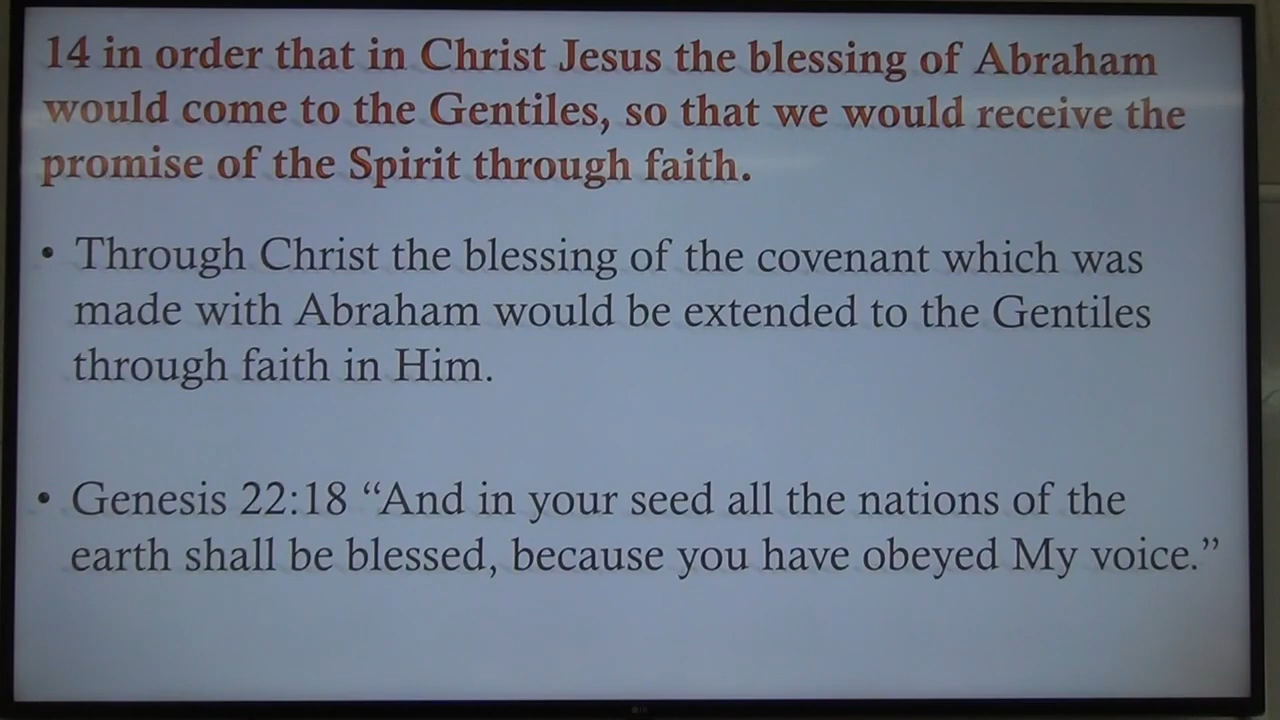 14 in order that in Christ Jesus the blessing of Abraham
would come to the Gentiles, so that we would receive the
promise of the Spirit through faith.
• Through Christ the blessing of the covenant which was
made with Abraham would be extended to the Gentiles
through faith in Him.
• Genesis 22:18 “And in your seed all the nations of the
earth shall be blessed, because you have obeyed My voice.”